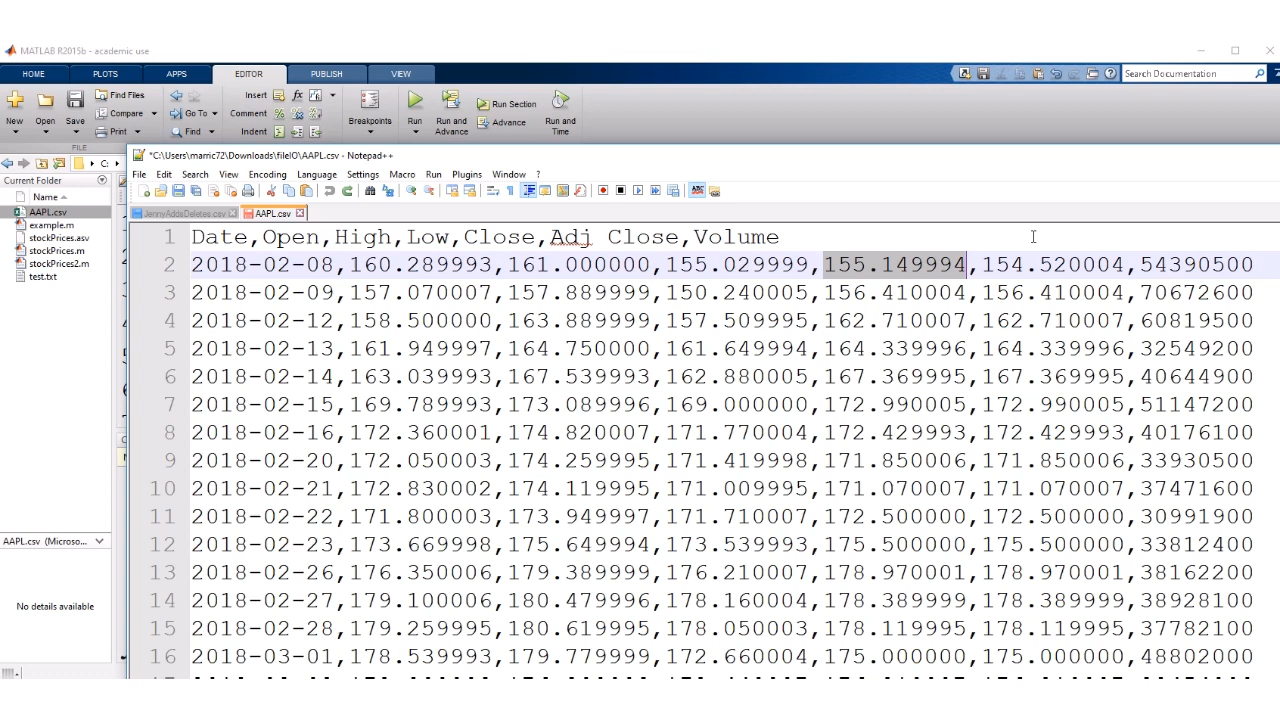 MATLAB R2015b - academic use
HOME PLOTS APPS EDITOR PUBLISH VIEW Search Documentation
New Open Save Find Files Compare Print Go To Find Insert Comment Indent Breakpoints Run Run and Advance Run Section Advance Run and Time
FILE
C:
*C:\Users\marric72\Downloads\fileIO\AAPL.csv - Notepad++
File Edit Search View Encoding Language Settings Macro Run Plugins Window ?
Current Folder
Name
AAPL.csv
example.m
stockPrices.asv
stockPrices.m
stockPrices2.m
test.txt
AAPL.csv (Microso...
No details available
JennyAddsDeletes.csv AAPL.csv
1 Date,Open,High,Low,Close,Adj Close,Volume
2 2018-02-08,160.289993,161.000000,155.029999,155.149994,154.520004,54390500
3 2018-02-09,157.070007,157.889999,150.240005,156.410004,156.410004,70672600
4 2018-02-12,158.500000,163.889999,157.509995,162.710007,162.710007,60819500
5 2018-02-13,161.949997,164.750000,161.649994,164.339996,164.339996,32549200
6 2018-02-14,163.039993,167.539993,162.880005,167.369995,167.369995,40644900
7 2018-02-15,169.789993,173.089996,169.000000,172.990005,172.990005,51147200
8 2018-02-16,172.360001,174.820007,171.770004,172.429993,172.429993,40176100
9 2018-02-20,172.050003,174.259995,171.419998,171.850006,171.850006,33930500
10 2018-02-21,172.830002,174.119995,171.009995,171.070007,171.070007,37471600
11 2018-02-22,171.800003,173.949997,171.710007,172.500000,172.500000,30991900
12 2018-02-23,173.669998,175.649994,173.539993,175.500000,175.500000,33812400
13 2018-02-26,176.350006,179.389999,176.210007,178.970001,178.970001,38162200
14 2018-02-27,179.100006,180.479996,178.160004,178.389999,178.389999,38928100
15 2018-02-28,179.259995,180.619995,178.050003,178.119995,178.119995,37782100
16 2018-03-01,178.539993,179.779999,172.660004,175.000000,175.000000,48802000